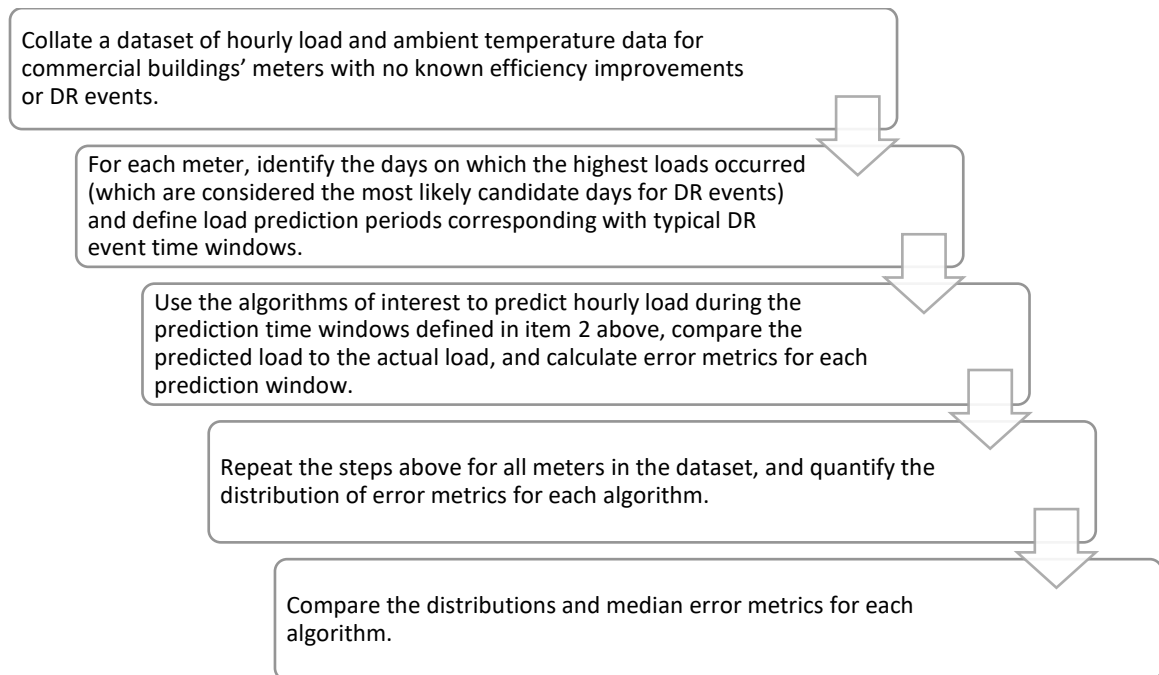 Collate a dataset of hourly load and ambient temperature data for
commercial buildings’ meters with no known efficiency improvements
or DR events.
For each meter, identify the days on which the highest loads occurred
(which are considered the most likely candidate days for DR events)
and define load prediction periods corresponding with typical DR
event time windows.
Use the algorithms of interest to predict hourly load during the
prediction time windows defined in item 2 above, compare the
predicted load to the actual load, and calculate error metrics for each
prediction window.
Repeat the steps above for all meters in the dataset, and quantify the
distribution of error metrics for each algorithm.
Compare the distributions and median error metrics for each
algorithm.